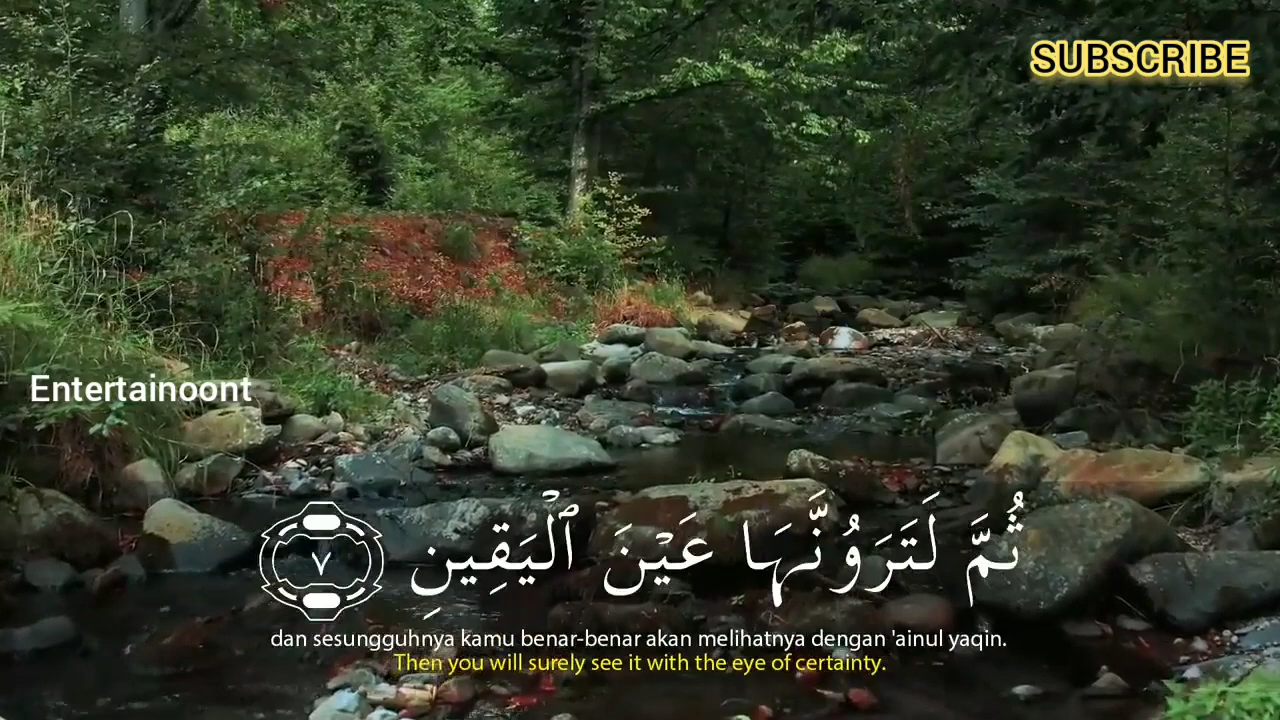 SUBSCRIBE
Entertainoont
ثُمَّ لَتَرَوُنَّهَا عَيْنَ ٱلْيَقِينِ ٧
dan sesungguhnya kamu benar-benar akan melihatnya dengan 'ainul yaqin.
Then you will surely see it with the eye of certainty.